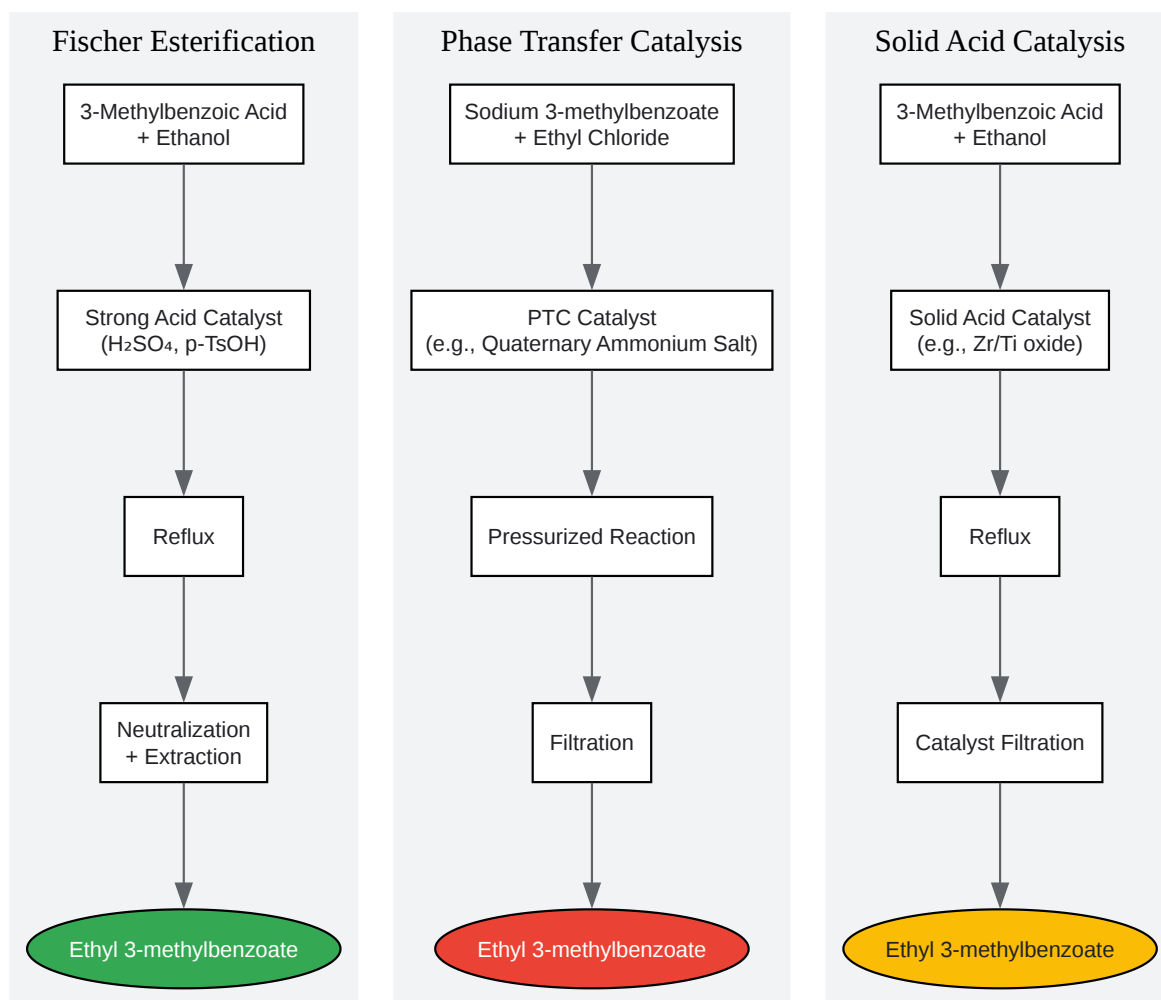 Fischer Esterification
3-Methylbenzoic Acid
+ Ethanol
Strong Acid Catalyst
(H₂SO₄, p-TsOH)
Reflux
Neutralization
+ Extraction
Ethyl 3-methylbenzoate
Phase Transfer Catalysis
Sodium 3-methylbenzoate
+ Ethyl Chloride
PTC Catalyst
(e.g., Quaternary Ammonium Salt)
Pressurized Reaction
Filtration
Ethyl 3-methylbenzoate
Solid Acid Catalysis
3-Methylbenzoic Acid
+ Ethanol
Solid Acid Catalyst
(e.g., Zr/Ti oxide)
Reflux
Catalyst Filtration
Ethyl 3-methylbenzoate